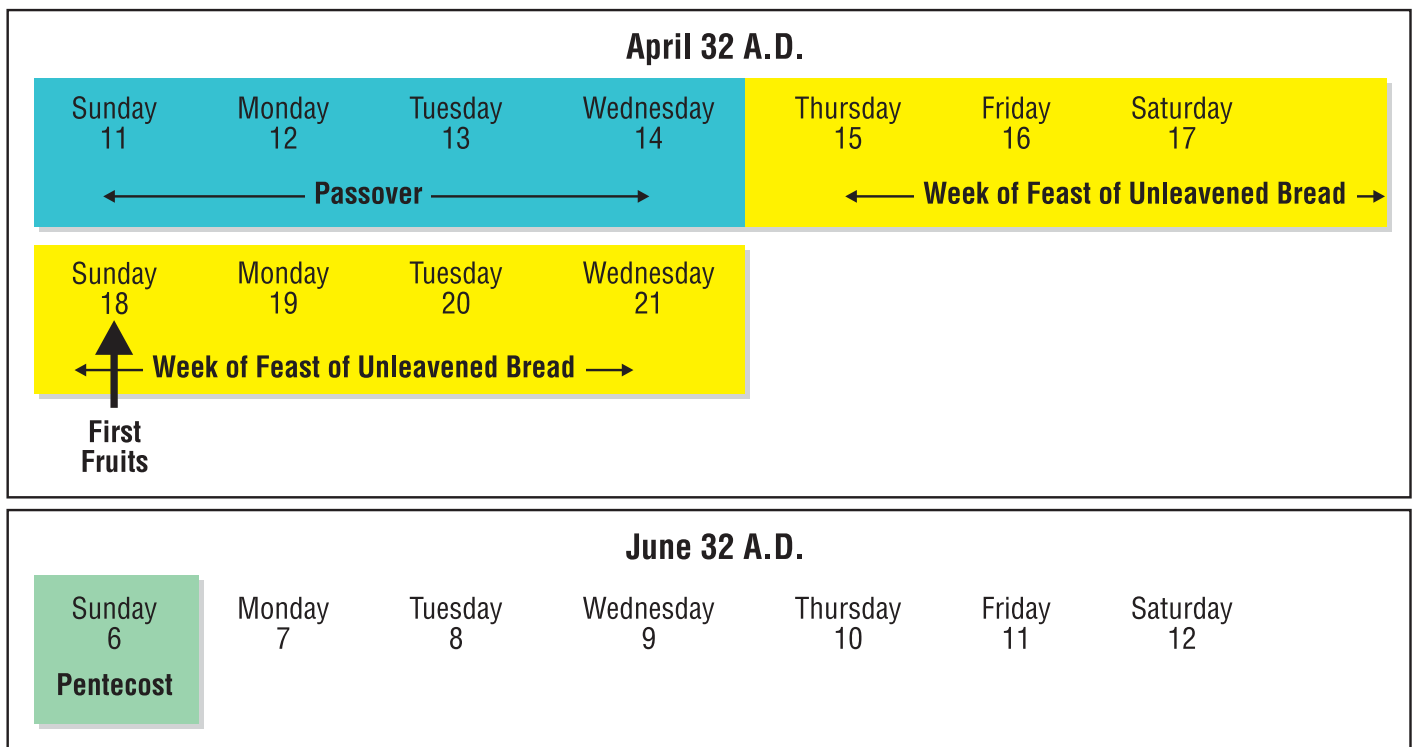 April 32 A.D.
Sunday Monday Tuesday Wednesday Thursday Friday Saturday
11 12 13 14 15 16 17
Passover Week of Feast of Unleavened Bread
Sunday Monday Tuesday Wednesday
18 19 20 21
Week of Feast of Unleavened Bread
First
Fruits
June 32 A.D.
Sunday Monday Tuesday Wednesday Thursday Friday Saturday
6 7 8 9 10 11 12
Pentecost